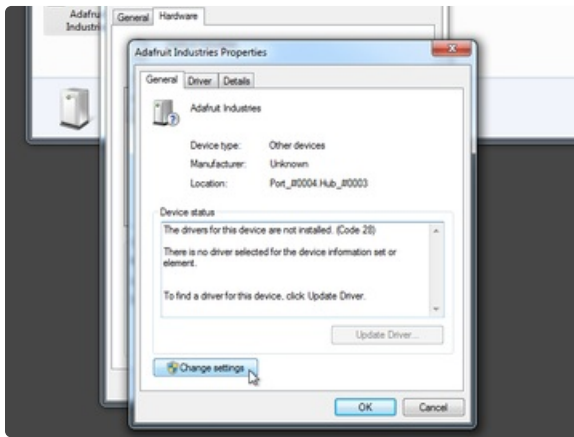 Adafru
Industri
General Hardware
Adafruit Industries Properties
General Driver Details
Adafruit Industries
Device type: Other devices
Manufacturer: Unknown
Location: Port_#0004.Hub_#0003
Device status
The drivers for this device are not installed. (Code 28)
There is no driver selected for the device information set or
element.
To find a driver for this device, click Update Driver.
Update Driver...
Change settings
OK Cancel